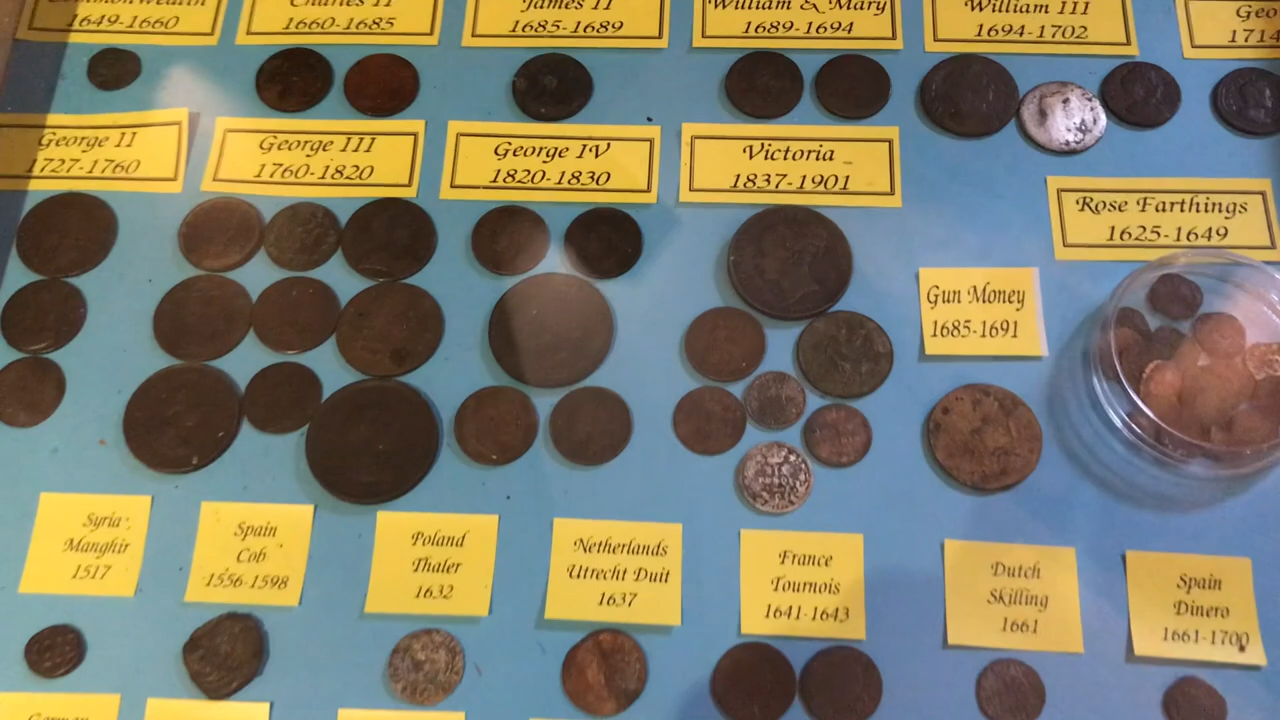 Commonwealth
1649-1660
Charles II
1660-1685
James II
1685-1689
William & Mary
1689-1694
William III
1694-1702
Geo
1714
George II
1727-1760
George III
1760-1820
George IV
1820-1830
Victoria
1837-1901
Rose Farthings
1625-1649
Gun Money
1685-1691
Syria
Manghir
1517
Spain
Cob
1556-1598
Poland
Thaler
1632
Netherlands
Utrecht Duit
1637
France
Tournois
1641-1643
Dutch
Skilling
1661
Spain
Dinero
1661-1700
German